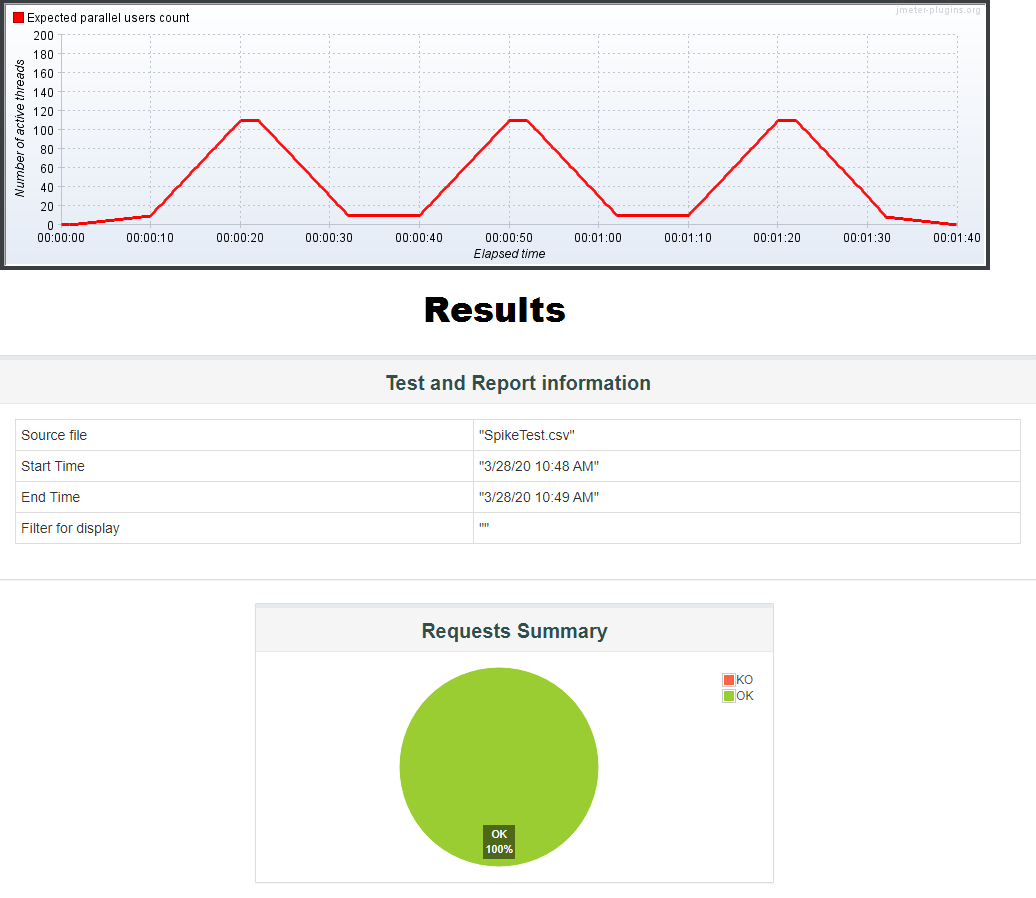 jmeter-plugins.org
Expected parallel users count
200
180
160
140
120
100
80
60
40
20
0
Number of active threads
00:00:00 00:00:10 00:00:20 00:00:30 00:00:40 00:00:50 00:01:00 00:01:10 00:01:20 00:01:30 00:01:40
Elapsed time
Results
Test and Report information
Source file "SpikeTest.csv"
Start Time "3/28/20 10:48 AM"
End Time "3/28/20 10:49 AM"
Filter for display ""
Requests Summary
KO
OK
OK
100%